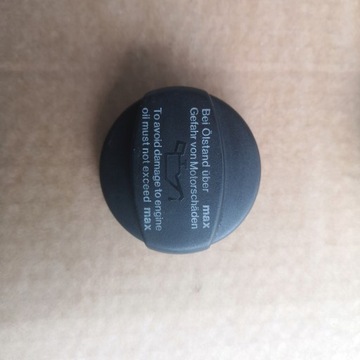 Bei Ölstand über max
Gefahr von Motorschäden
To avoid damage to engine
oil must not exceed max